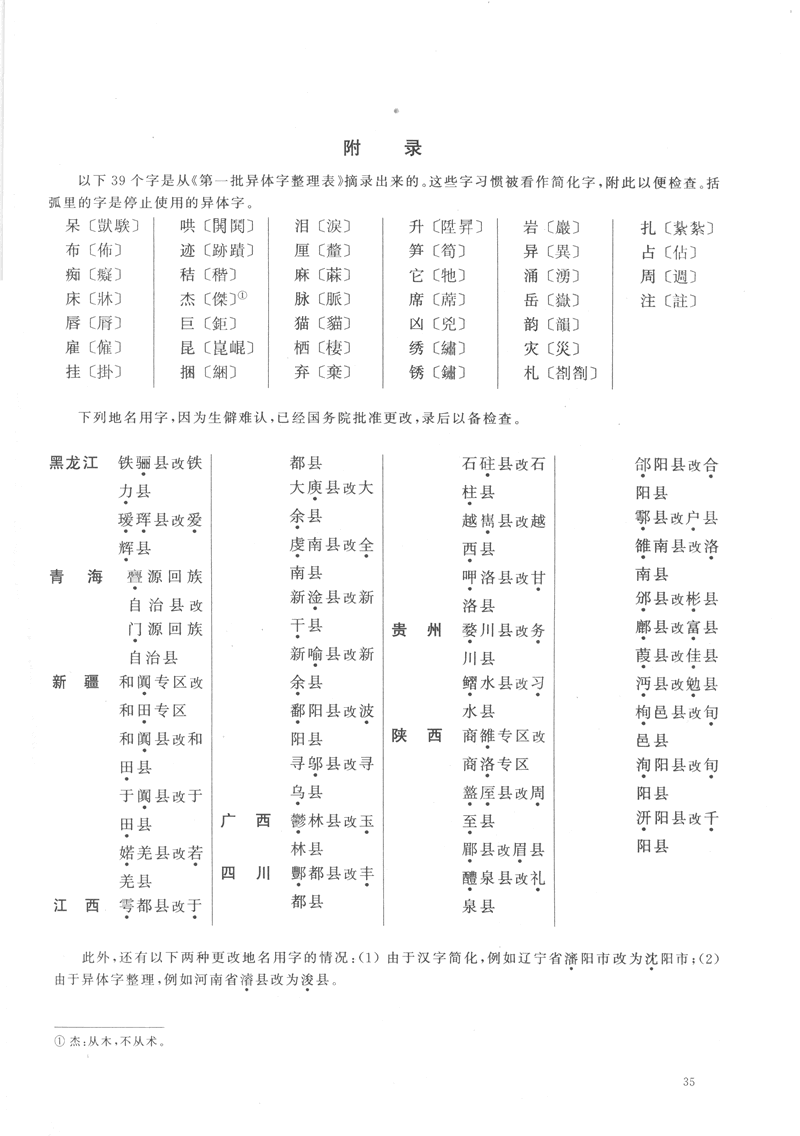 附 录
以下39个字是从《第一批异体字整理表》摘录出来的。这些字习惯被看作简化字,附此以便检查。括
弧里的字是停止使用的异体字。
呆〔獃騃〕
布〔佈〕
痴〔癡〕
床〔牀〕
唇〔脣〕
雇〔僱〕
挂〔掛〕
哄〔閧鬨〕
迹〔跡蹟〕
秸〔稭〕
杰〔傑〕①
巨〔鉅〕
昆〔崑崐〕
捆〔綑〕
泪〔淚〕
厘〔釐〕
麻〔蔴〕
脉〔脈〕
猫〔貓〕
栖〔棲〕
弃〔棄〕
升〔陞昇〕
笋〔筍〕
它〔牠〕
席〔蓆〕
凶〔兇〕
绣〔繡〕
锈〔鏽〕
岩〔巖〕
异〔異〕
涌〔湧〕
岳〔嶽〕
韵〔韻〕
灾〔災〕
札〔剳劄〕
扎〔紥紮〕
占〔佔〕
周〔週〕
注〔註〕
下列地名用字,因为生僻难认,已经国务院批准更改,录后以备检查。
黑龙江 铁骊县改铁
力县
瑷珲县改爱
辉县
青 海 亹源回族
自治县改
门源回族
自治县
新 疆 和阗专区改
和田专区
和阗县改和
田县
于阗县改于
田县
婼羌县改若
羌县
江 西 雩都县改于
都县
大庾县改大
余县
虔南县改全
南县
新淦县改新
干县
新喻县改新
余县
鄱阳县改波
阳县
寻邬县改寻
乌县
广 西 鬱林县改玉
林县
四 川 酆都县改丰
都县
石砫县改石
柱县
越嶲县改越
西县
呷洛县改甘
洛县
贵 州 婺川县改务
川县
鳛水县改习
水县
陕 西 商雒专区改
商洛专区
盩厔县改周
至县
郿县改眉县
醴泉县改礼
泉县
郃阳县改合
阳县
鄠县改户县
雒南县改洛
南县
邠县改彬县
鄜县改富县
葭县改佳县
沔县改勉县
栒邑县改旬
邑县
洵阳县改旬
阳县
汧阳县改千
阳县
此外,还有以下两种更改地名用字的情况:(1)由于汉字简化,例如辽宁省瀋阳市改为沈阳市;(2)
由于异体字整理,例如河南省濬县改为浚县。
①杰:从木,不从术。
35